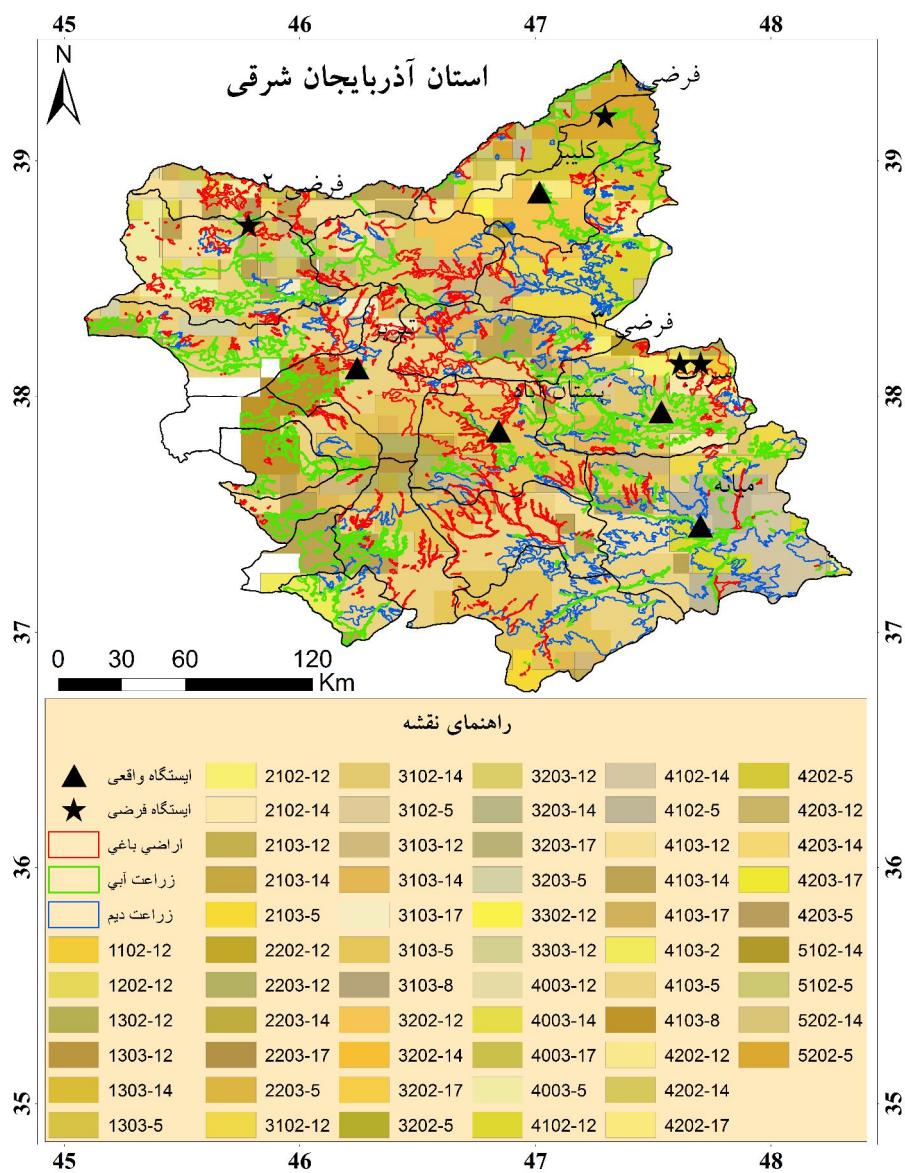 45 46 47 48
N
استان آذربایجان شرقی
فرضی ۱
39 39
کلیبر
فرضی ۲
فرضی ۳
تبریز
38 38
بستان آباد
میانه
37 37
0 30 60 120
Km
راهنمای نقشه
ایستگاه واقعی 2102-12 3102-14 3203-12 4102-14 4202-5
ایستگاه فرضی 2102-14 3102-5 3203-14 4102-5 4203-12
اراضي باغي 2103-12 3103-12 3203-17 4103-12 4203-14
زراعت آبي 2103-14 3103-14 3203-5 4103-14 4203-17
زراعت ديم 2103-5 3103-17 3302-12 4103-17 4203-5
1102-12 2202-12 3103-5 3303-12 4103-2 5102-14
1202-12 2203-12 3103-8 4003-12 4103-5 5102-5
1302-12 2203-14 3202-12 4003-14 4103-8 5202-14
1303-12 2203-17 3202-14 4003-17 4202-12 5202-5
1303-14 2203-5 3202-17 4003-5 4202-14
1303-5 3102-12 3202-5 4102-12 4202-17
36 36
35 35
45 46 47 48